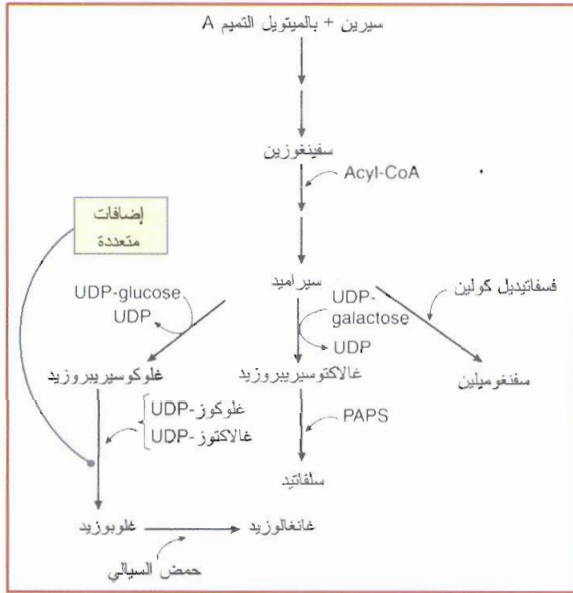 سيرين + بالميتويل التميم A
سفينغوزين
Acyl-CoA
إضافات
متعددة
سيراميد
UDP-glucose
UDP
UDP-
galactose
UDP
فسفاتيديل كولين
غلوكوسيريبروزيد
غالاكتوسيريبروزيد
سفنغوميلين
UDP-غلوكوز
UDP-غالاكتوز
PAPS
سلفاتيد
غلوبوزيد
غانغالوزيد
حمض السيالي